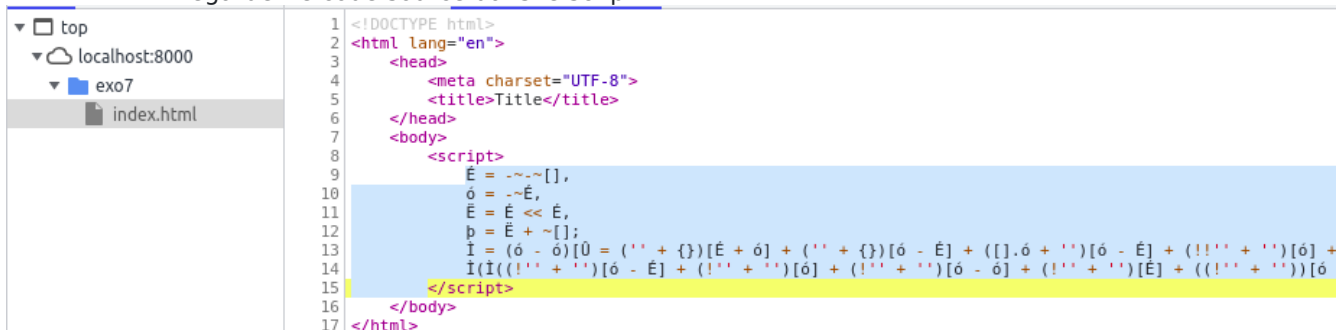 top
localhost:8000
exo7
index.html
1 <!DOCTYPE html>
2 <html lang="en">
3 <head>
4 <meta charset="UTF-8">
5 <title>Title</title>
6 </head>
7 <body>
8 <script>
9 É = -~-~[],
10 ó = -~É,
11 Ë = É << É,
12 þ = Ë + ~[];
13 Ì = (ó - ó)[Û = ('' + {})[É + ó] + ('' + {})[ó - É] + ([].ó + '')[ó - É] + (!!'' + '')[ó] +
14 Ì(Ì((!'' + '')[ó - É] + (!'' + '')[ó] + (!'' + '')[ó - ó] + (!'' + '')[É] + ((!'' + ''))[ó
15 </script>
16 </body>
17 </html>